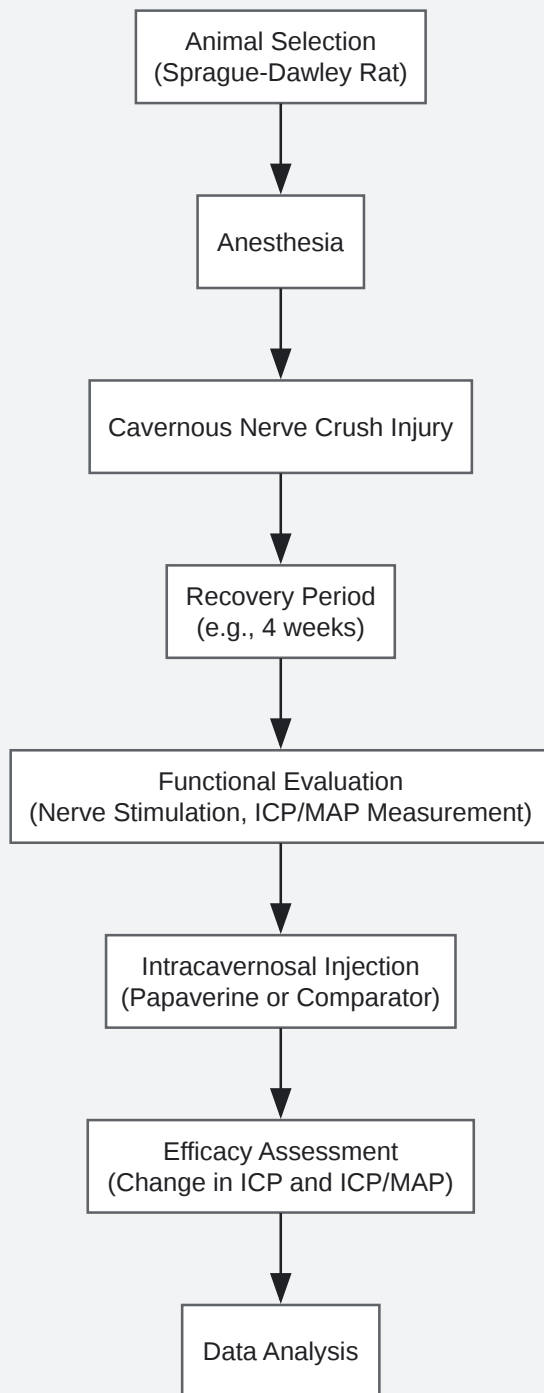 Animal Selection
(Sprague-Dawley Rat)
Anesthesia
Cavernous Nerve Crush Injury
Recovery Period
(e.g., 4 weeks)
Functional Evaluation
(Nerve Stimulation, ICP/MAP Measurement)
Intracavernosal Injection
(Papaverine or Comparator)
Efficacy Assessment
(Change in ICP and ICP/MAP)
Data Analysis